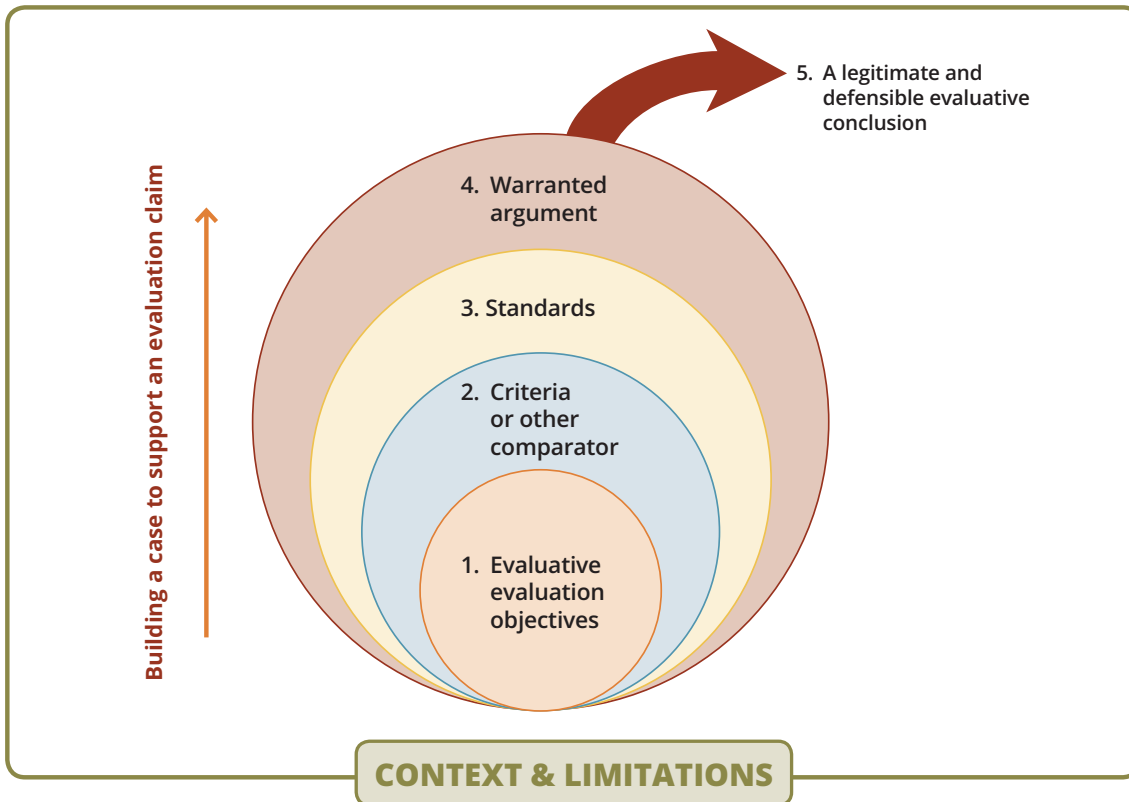 5. A legitimate and
defensible evaluative
conclusion
4. Warranted
argument
3. Standards
2. Criteria
or other
comparator
1. Evaluative
evaluation
objectives
Building a case to support an evaluation claim
CONTEXT & LIMITATIONS